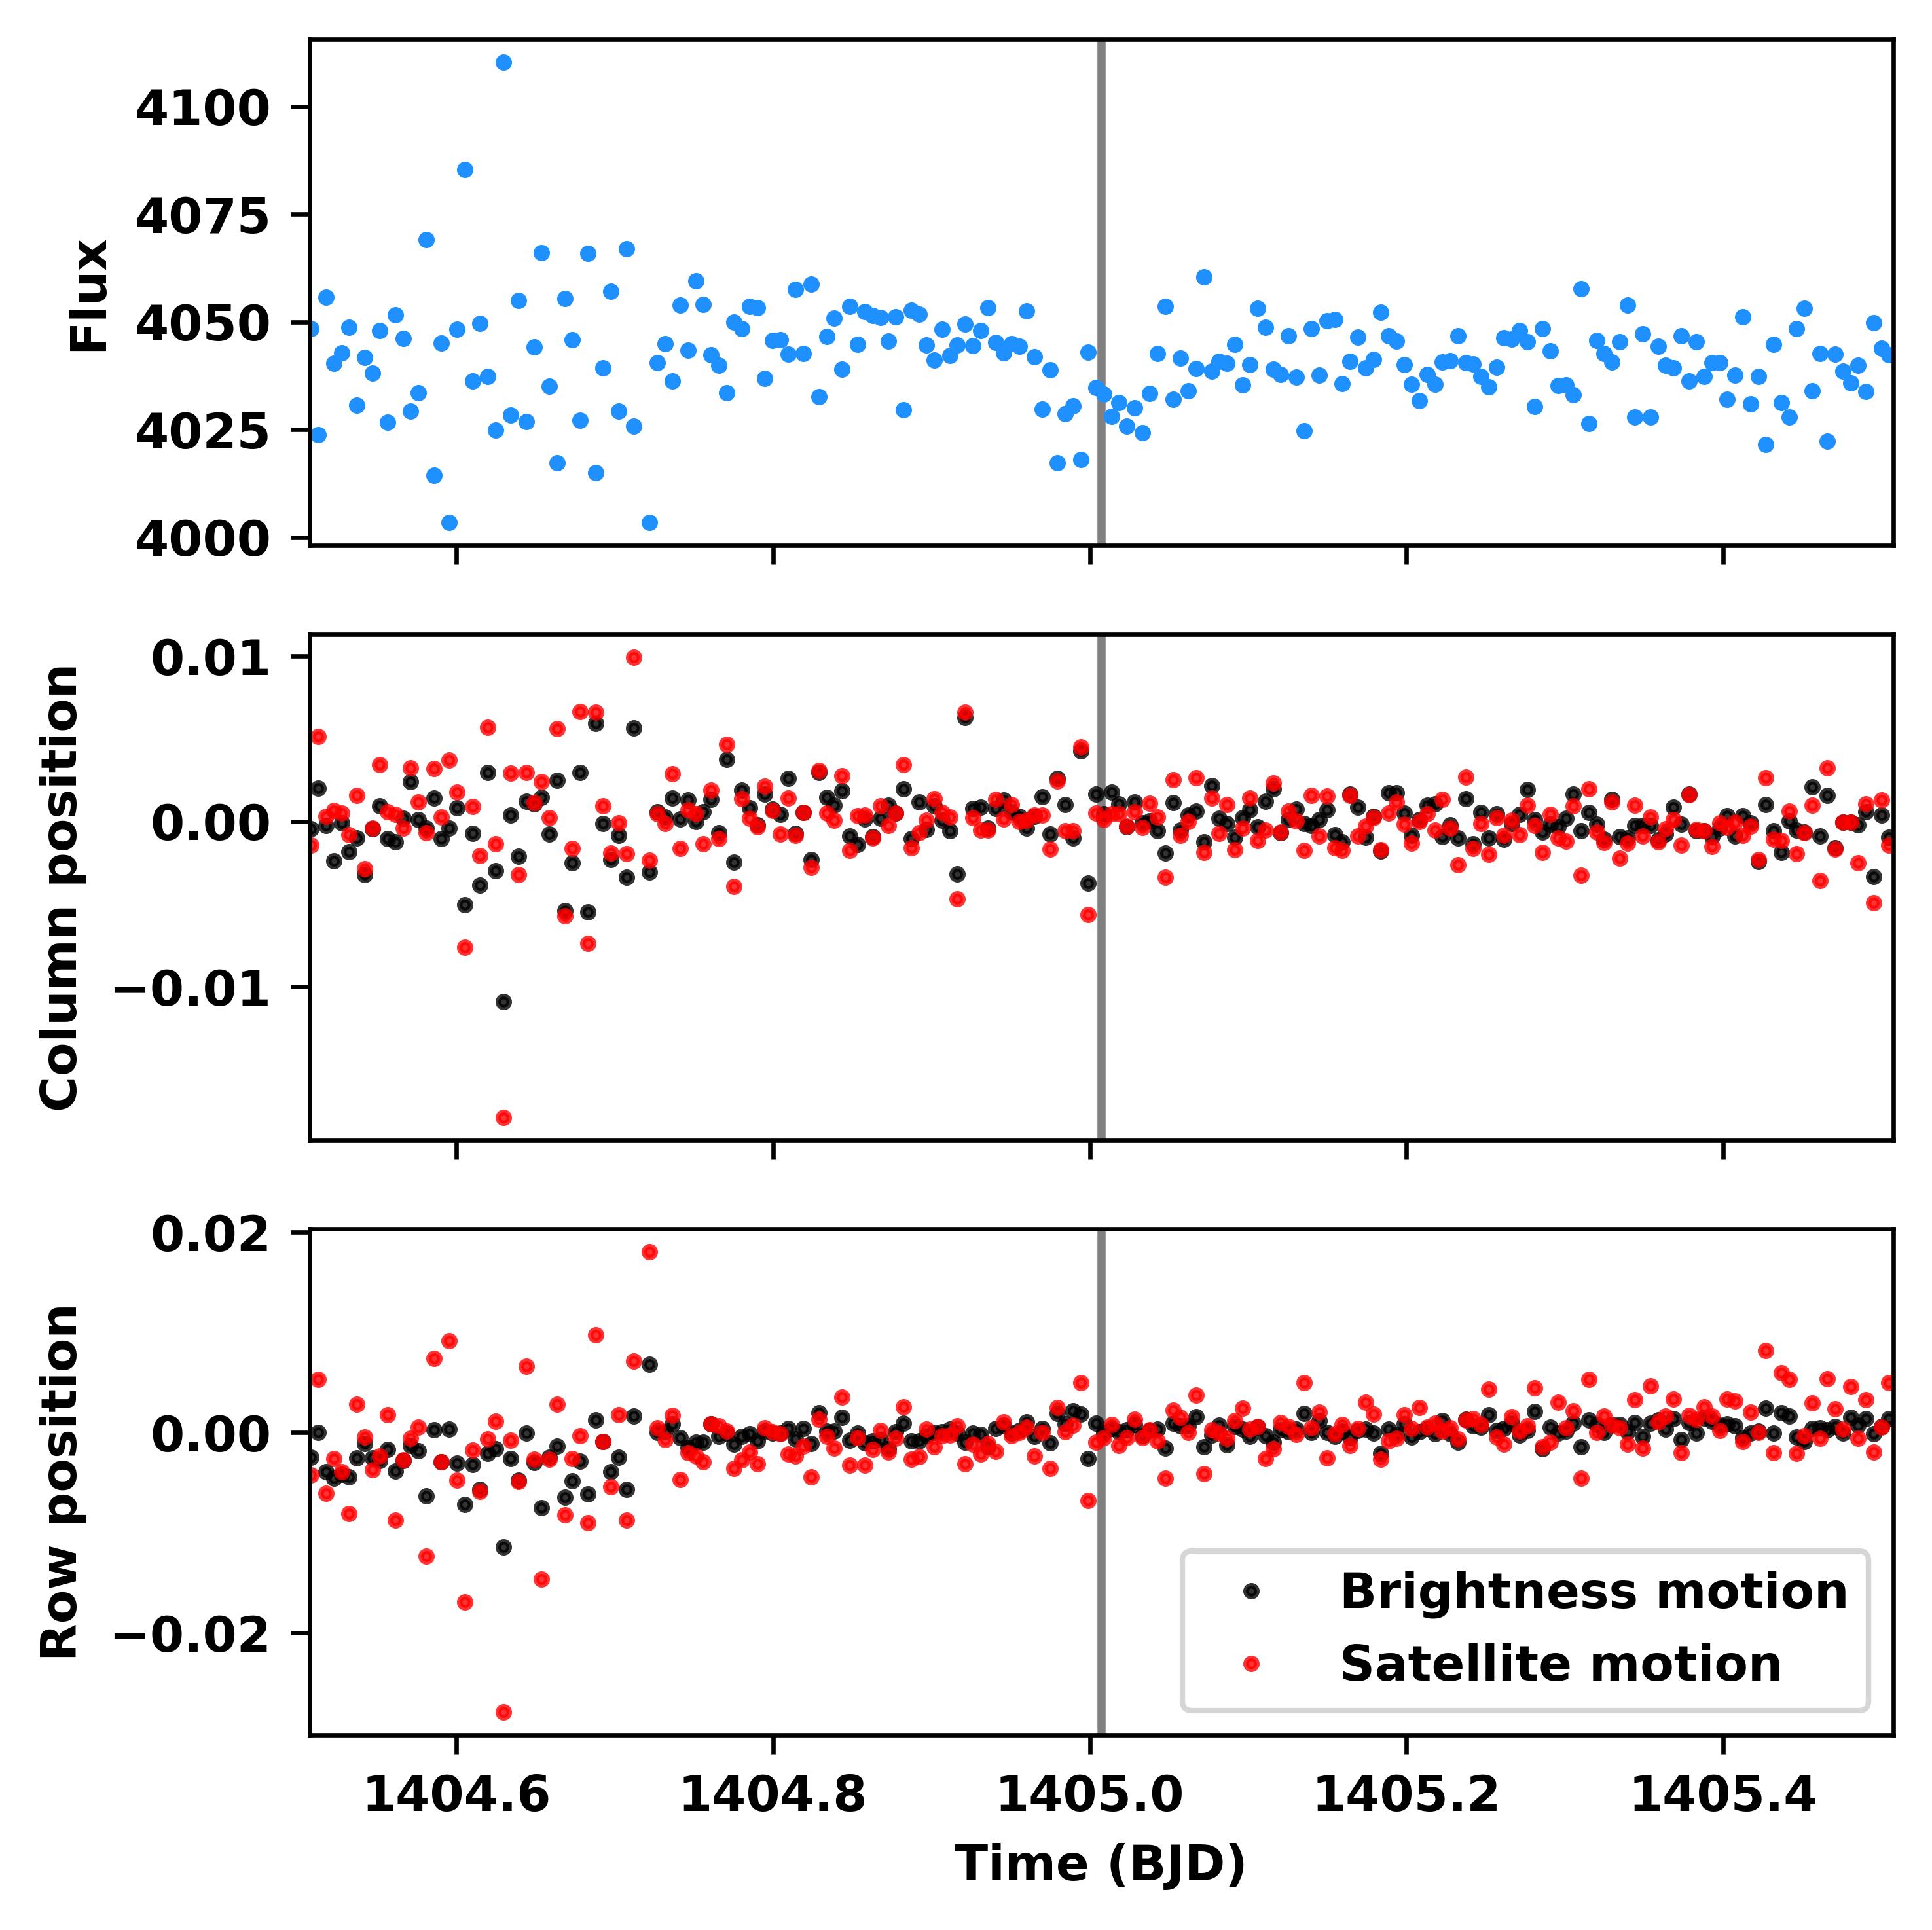 4100
4075
4050
4025
4000
Flux
0.01
0.00
−0.01
Column position
0.02
0.00
−0.02
Row position
Brightness motion
Satellite motion
1404.6 1404.8 1405.0 1405.2 1405.4
Time (BJD)